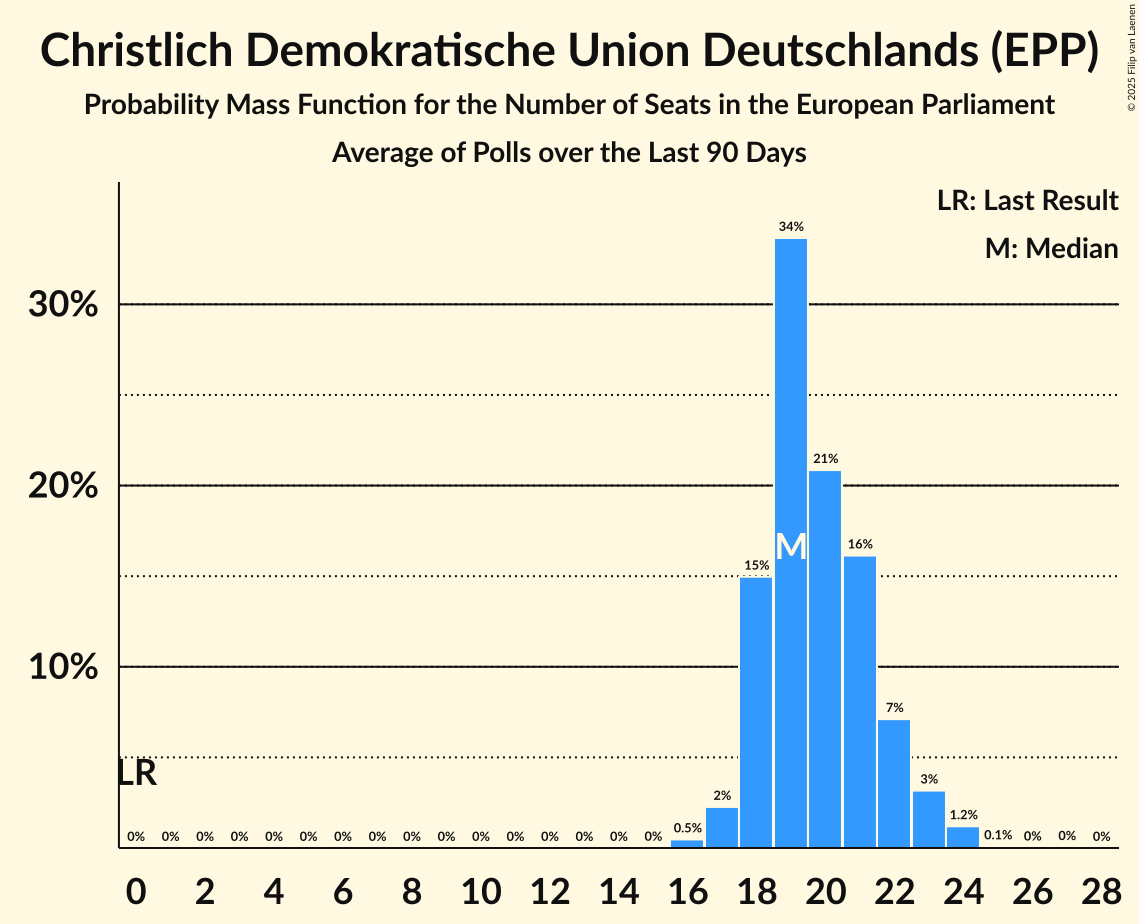 Christlich Demokratische Union Deutschlands (EPP)
Probability Mass Function for the Number of Seats in the European Parliament
Average of Polls over the Last 90 Days
© 2025 Filip van Laenen
LR: Last Result
M: Median
34%
30%
21%
20%
M
16%
15%
10%
7%
LR
3%
2%
1.2%
0% 0% 0% 0% 0% 0% 0% 0% 0% 0% 0% 0% 0% 0% 0% 0% 0.5% 0.1% 0% 0% 0%
0 2 4 6 8 10 12 14 16 18 20 22 24 26 28